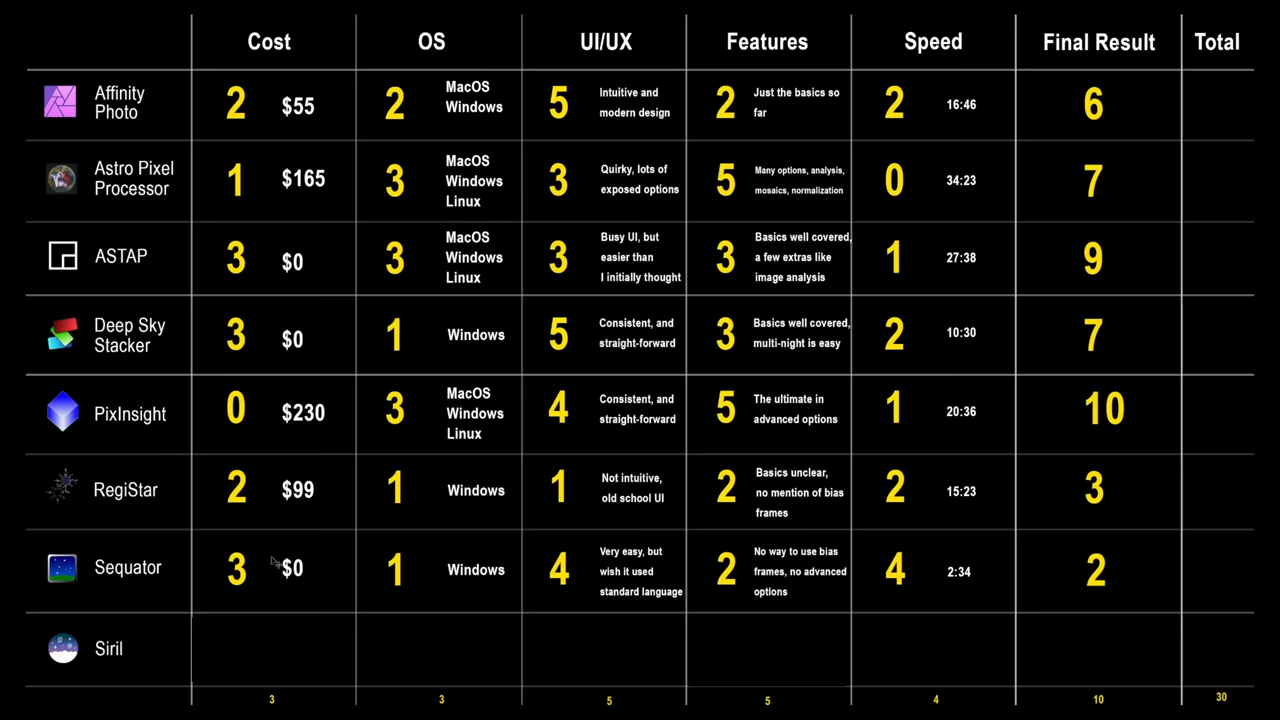 Cost OS UI/UX Features Speed Final Result Total
Affinity Photo 2 $55 2 MacOS Windows 5 Intuitive and modern design 2 Just the basics so far 2 16:46 6
Astro Pixel Processor 1 $165 3 MacOS Windows Linux 3 Quirky, lots of exposed options 5 Many options, analysis, mosaics, normalization 0 34:23 7
ASTAP 3 $0 3 MacOS Windows Linux 3 Busy UI, but easier than I initially thought 3 Basics well covered, a few extras like image analysis 1 27:38 9
Deep Sky Stacker 3 $0 1 Windows 5 Consistent, and straight-forward 3 Basics well covered, multi-night is easy 2 10:30 7
PixInsight 0 $230 3 MacOS Windows Linux 4 Consistent, and straight-forward 5 The ultimate in advanced options 1 20:36 10
RegiStar 2 $99 1 Windows 1 Not intuitive, old school UI 2 Basics unclear, no mention of bias frames 2 15:23 3
Sequator 3 $0 1 Windows 4 Very easy, but wish it used standard language 2 No way to use bias frames, no advanced options 4 2:34 2
Siril
3 3 5 5 4 10 30